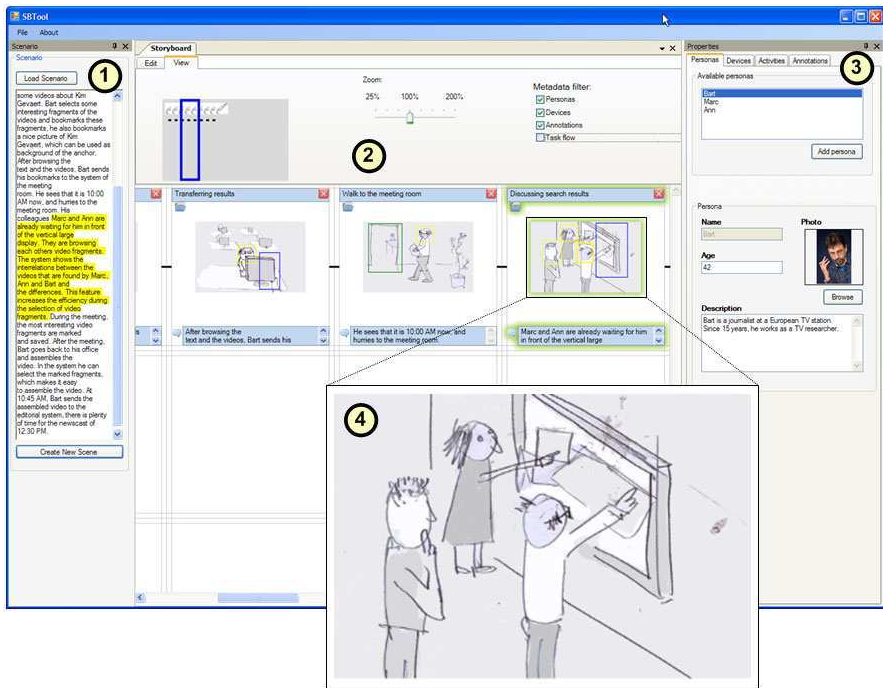 SBTool
File About
Scenario
Scenario
Load Scenario
1
some videos about Kim
Gevaert. Bart selects some
interesting fragments of the
videos and bookmarks these
fragments, he also bookmarks
a nice picture of Kim
Gevaert, which can be used as
background of the anchor.
After browsing the
text and the videos, Bart sends
his bookmarks to the system of
the meeting
room. He sees that it is 10:00
AM now, and hurries to the
meeting room. His
colleagues Marc and Ann are
already waiting for him in front
of the vertical large
display. They are browsing
each others video fragments.
The system shows the
interrelations between the
videos that are found by Marc,
Ann and Bart and
the differences. This feature
increases the efficiency during
the selection of video
fragments. During the meeting,
the most interesting video
fragments are marked
and saved. After the meeting,
Bart goes back to his office
and assembles the
video. In the system he can
select the marked fragments,
which makes it easy
to assemble the video. At
10:45 AM, Bart sends the
assembled video to the
editorial system, there is plenty
of time for the newscast of
12:30 PM.
Create New Scene
Storyboard
Edit View
Zoom:
25% 100% 200%
Metadata filter:
Personas
Devices
Annotations
Task flow
2
Transferring results
Walk to the meeting room
Discussing search results
s
After browsing the
text and the videos, Bart sends his
He sees that it is 10:00 AM now, and
hurries to the meeting room.
Marc and Ann are already waiting for him
in front of the vertical large
Properties
Personas Devices Activities Annotations
3
Available personas
Bart
Marc
Ann
Add persona
Persona
Name
Bart
Photo
Age
42
Browse
Description
Bart is a journalist at a European TV station.
Since 15 years, he works as a TV researcher.
4